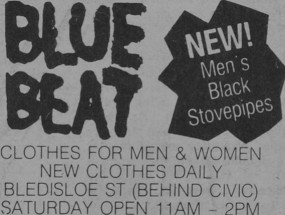 BLUE
BEAT
NEW!
Men's
Black
Stovepipes
CLOTHES FOR MEN & WOMEN
NEW CLOTHES DAILY
BLEDISLOE ST (BEHIND CIVIC)
SATURDAY OPEN 11AM – 2PM